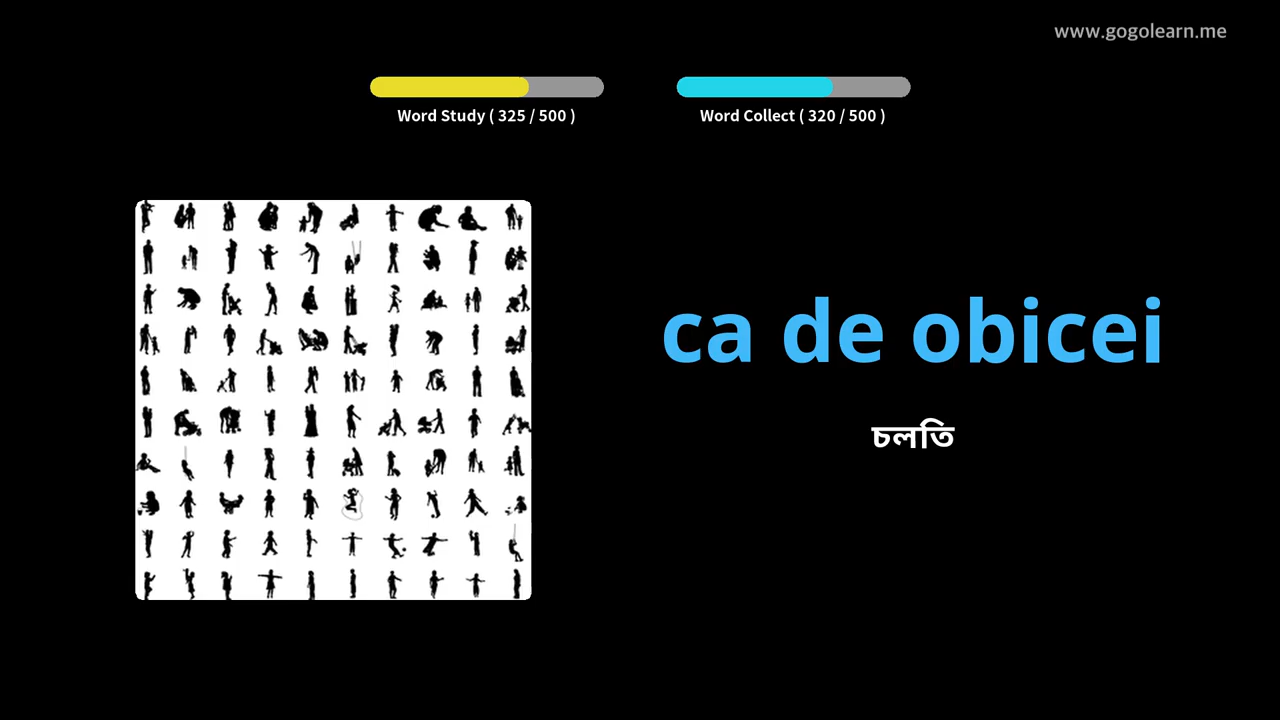 www.gogolearn.me
Word Study ( 325 / 500 )
Word Collect ( 320 / 500 )
ca de obicei
চলতি